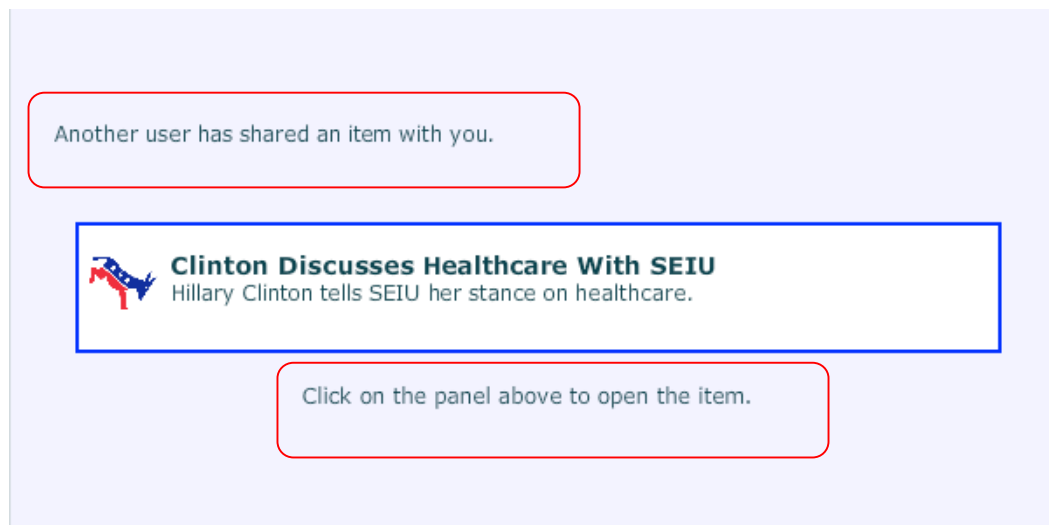 Another user has shared an item with you.
Clinton Discusses Healthcare With SEIU
Hillary Clinton tells SEIU her stance on healthcare.
Click on the panel above to open the item.